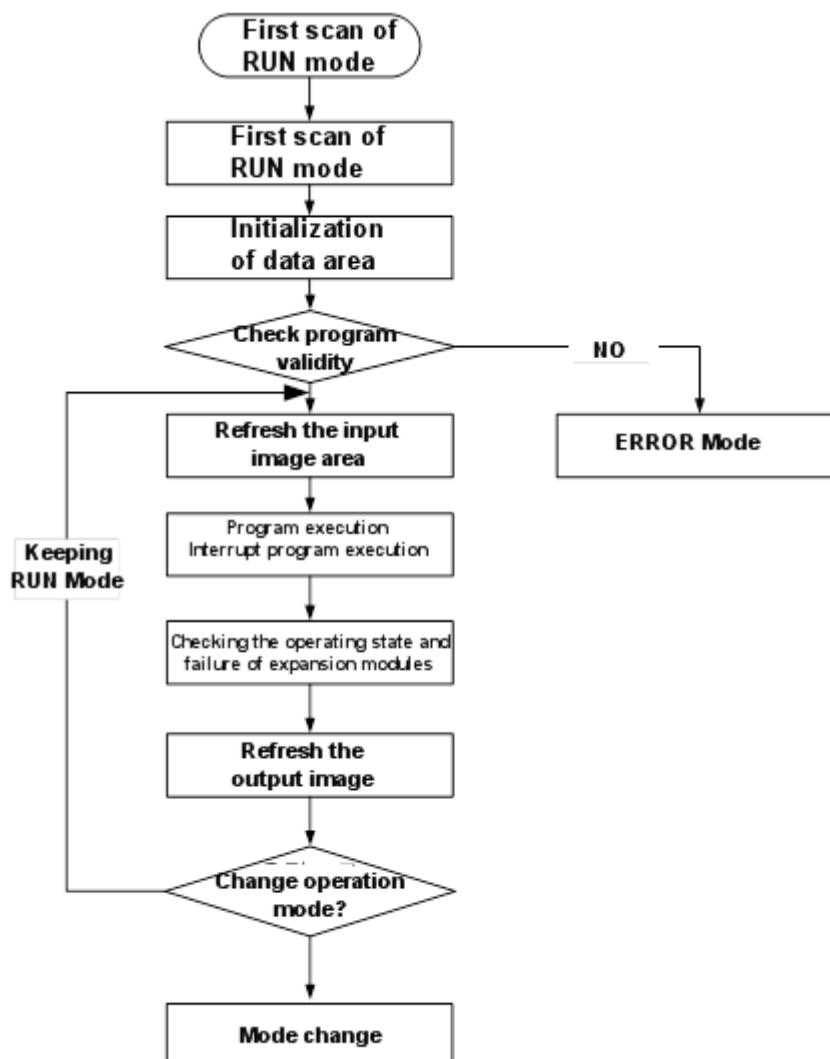 First scan of
RUN mode
First scan of
RUN mode
Initialization
of data area
Check program
validity
NO
Refresh the input
image area
ERROR Mode
Program execution
Interrupt program execution
Keeping
RUN Mode
Checking the operating state and
failure of expansion modules
Refresh the
output image
Change operation
mode?
Mode change